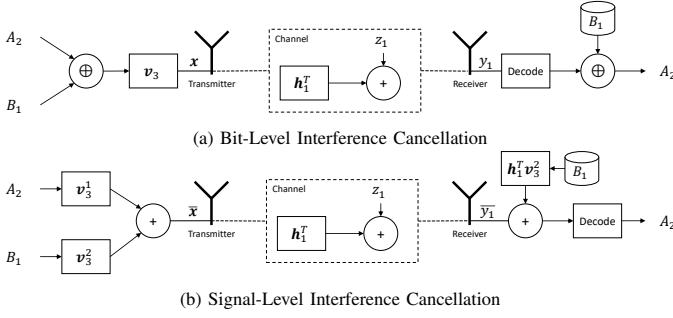 A₂
B₁
⊕
𝒗₃
𝒙
Transmitter
Channel
𝒉₁ᵀ
z₁
+
y₁
Receiver
Decode
B₁
⊕
A₂
(a) Bit-Level Interference Cancellation
A₂
B₁
𝒗₃¹
𝒗₃²
+
x̅
Transmitter
Channel
𝒉₁ᵀ
z₁
+
y₁̅
Receiver
𝒉₁ᵀ𝒗₃²
B₁
+
Decode
A₂
(b) Signal-Level Interference Cancellation